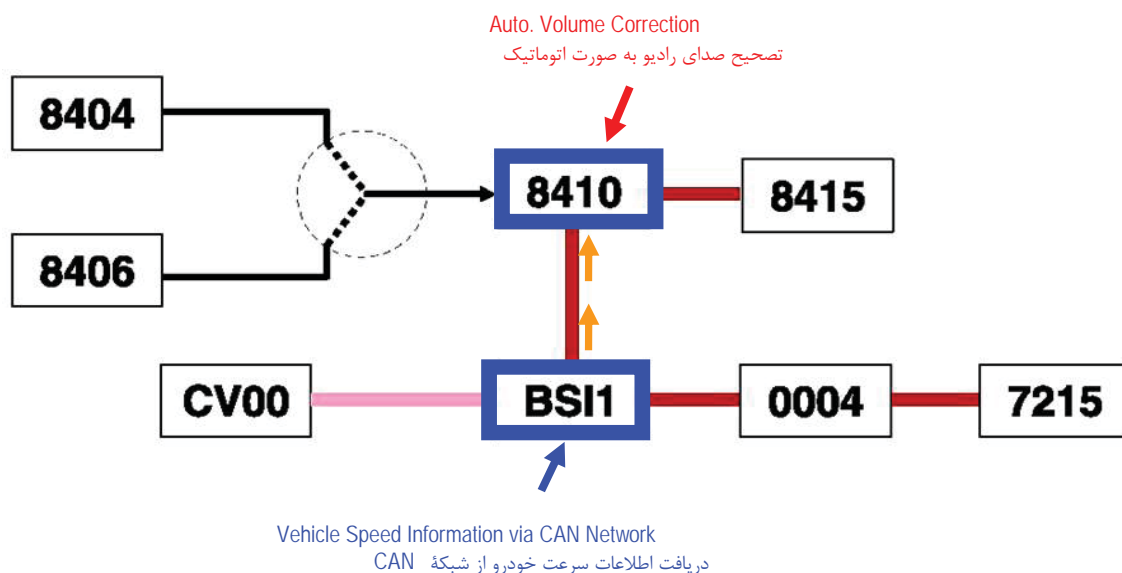 Auto. Volume Correction
تصحیح صدای رادیو به صورت اتوماتیک
8404
8410
8415
8406
CV00
BSI1
0004
7215
Vehicle Speed Information via CAN Network
دریافت اطلاعات سرعت خودرو از شبکۀ CAN